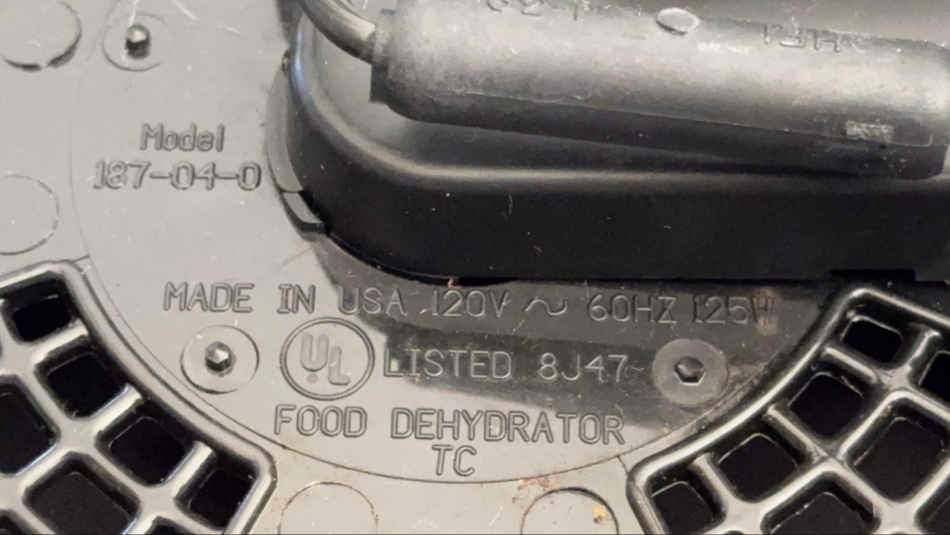 Model
187-04-0
MADE IN USA 120V ~ 60HZ 125W
UL LISTED 8J47
FOOD DEHYDRATOR
TC